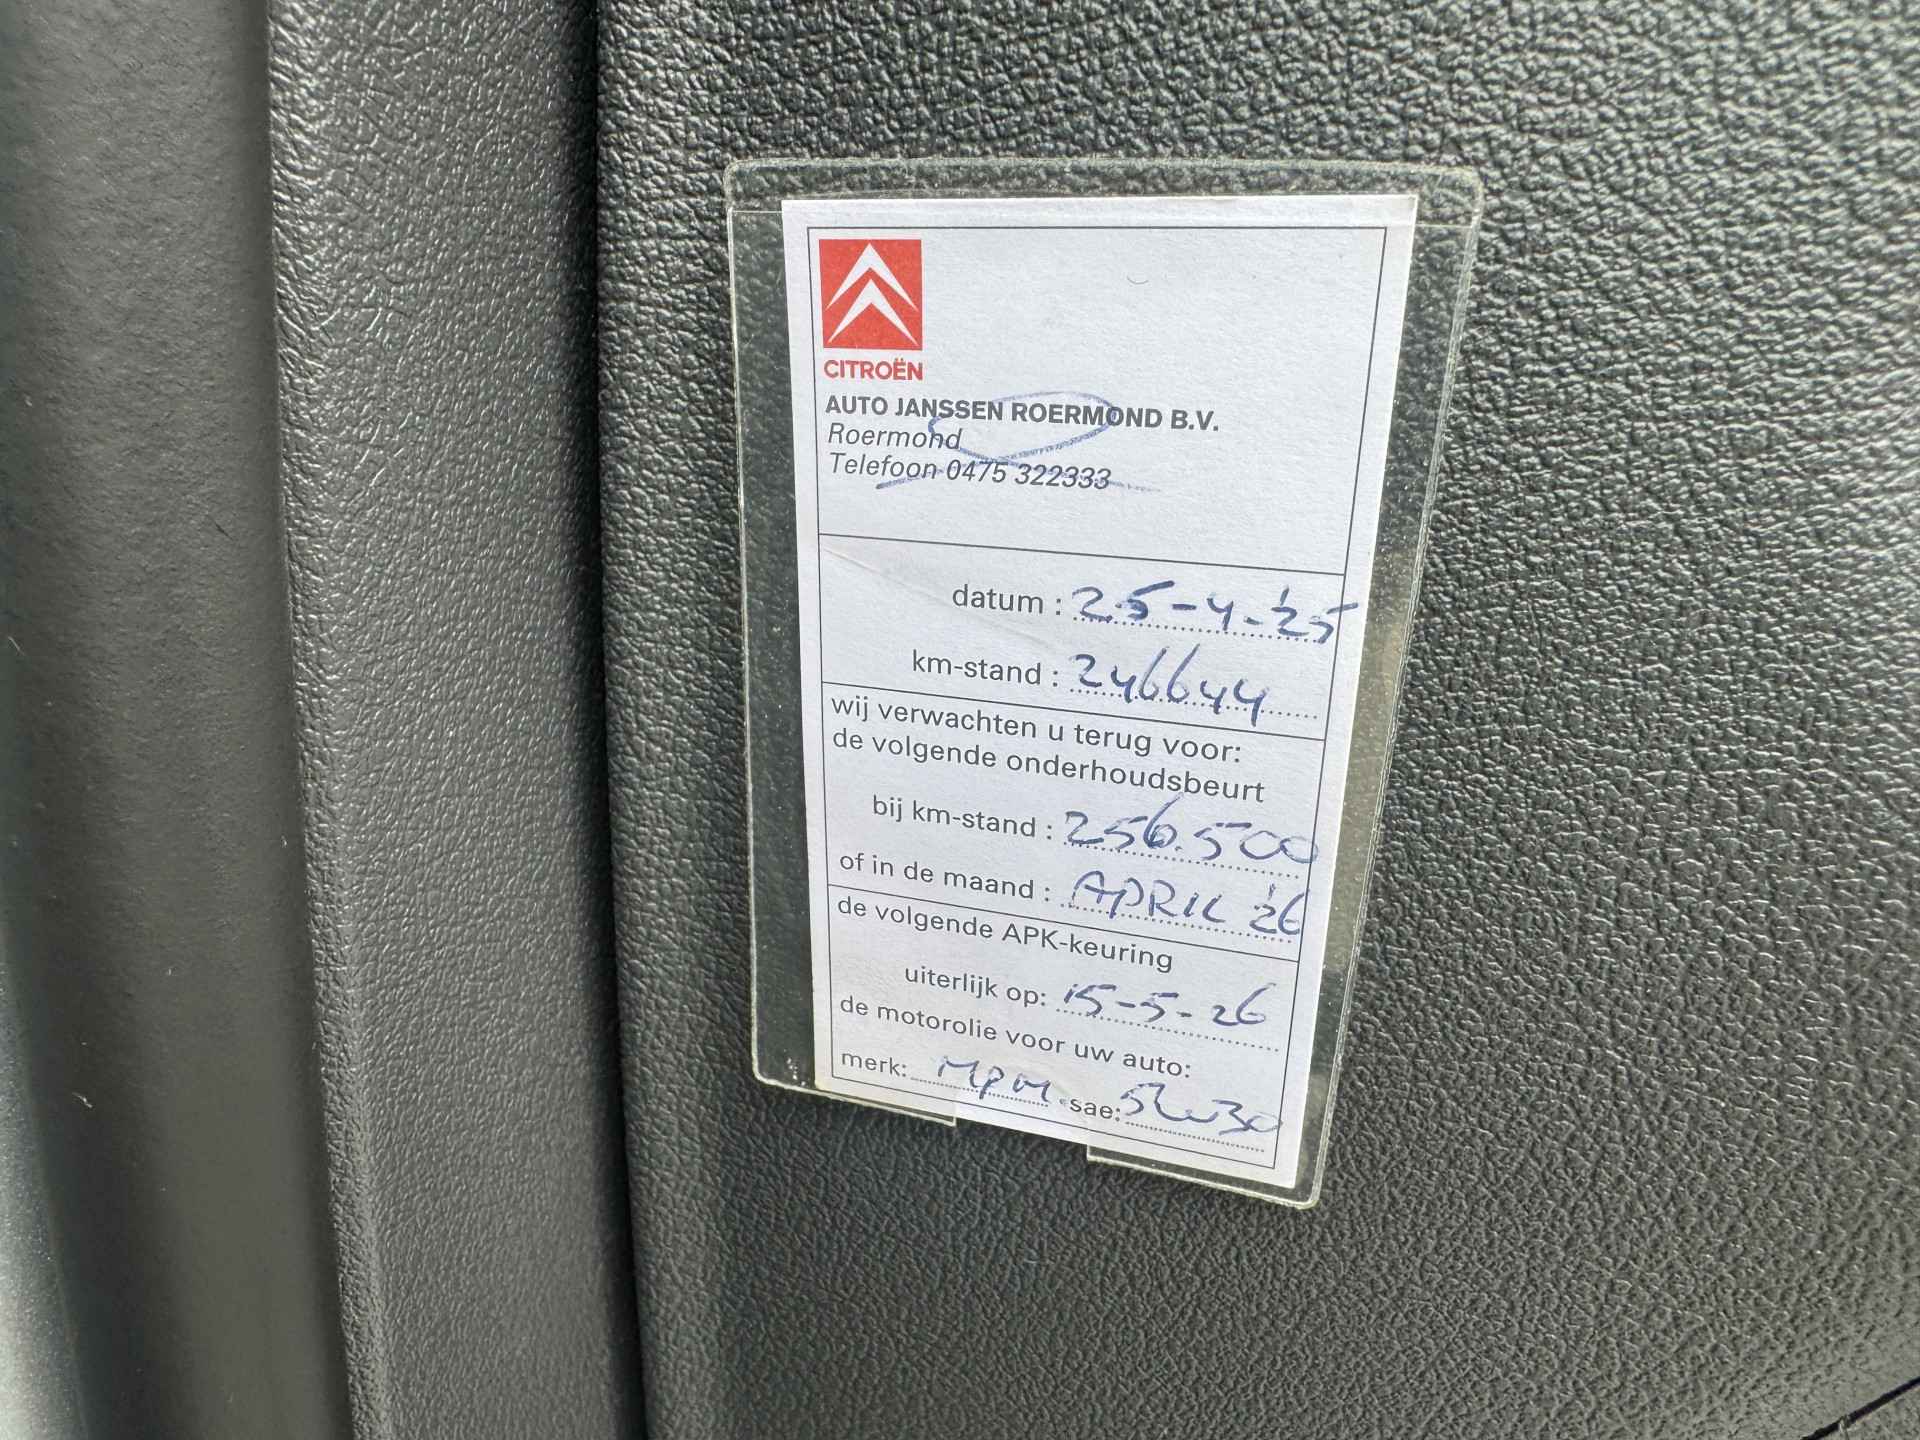 CITROËN
AUTO JANSSEN ROERMOND B.V.
Roermond
Telefoon 0475 322333
datum : 25-4-'25
km-stand : 246644
wij verwachten u terug voor:
de volgende onderhoudsbeurt
bij km-stand : 256.500
of in de maand : APRIL '26
de volgende APK-keuring
uiterlijk op: 15-5-26
de motorolie voor uw auto:
merk: MPM sae: 5W30